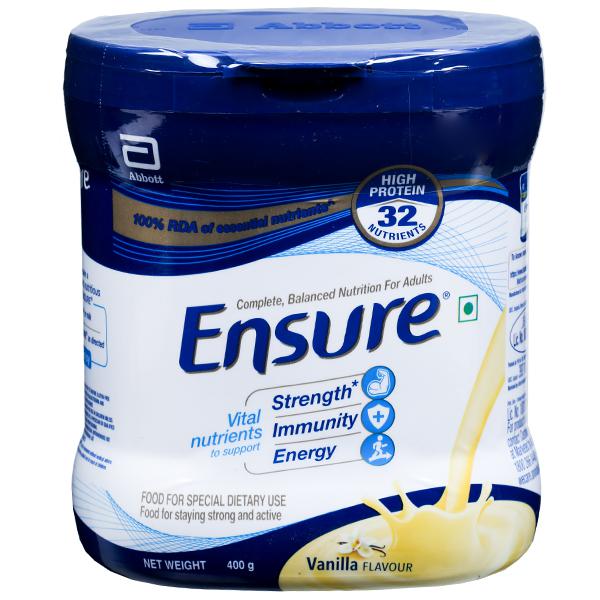 Abbott
Abbott
100% RDA of essential nutrients
HIGH
PROTEIN
32
NUTRIENTS
Complete, Balanced Nutrition For Adults
Ensure®
Vital
nutrients
to support
Strength*
Immunity
Energy
FOOD FOR SPECIAL DIETARY USE
Food for staying strong and active
NET WEIGHT 400 g
Vanilla FLAVOUR